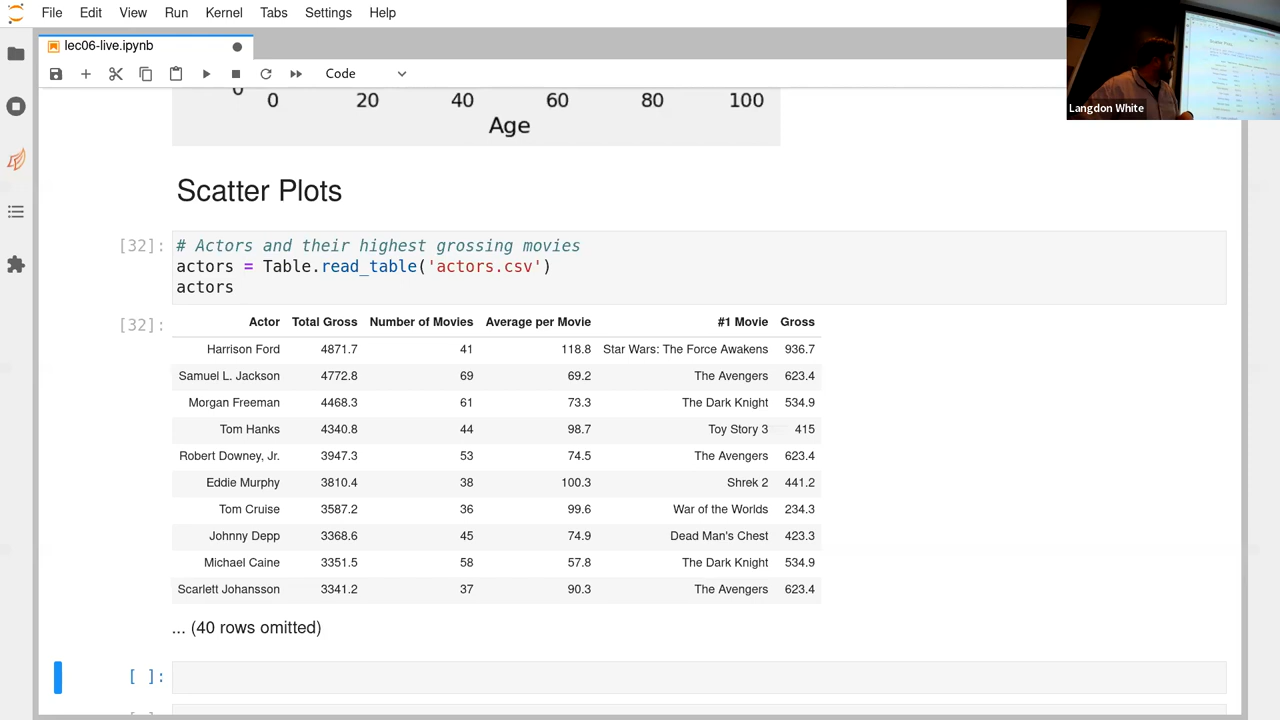 File Edit View Run Kernel Tabs Settings Help
lec06-live.ipynb
Code
Langdon White
0
0 20 40 60 80 100
Age
Scatter Plots
[32]: # Actors and their highest grossing movies
actors = Table.read_table('actors.csv')
actors
[32]: Actor Total Gross Number of Movies Average per Movie #1 Movie Gross
Harrison Ford 4871.7 41 118.8 Star Wars: The Force Awakens 936.7
Samuel L. Jackson 4772.8 69 69.2 The Avengers 623.4
Morgan Freeman 4468.3 61 73.3 The Dark Knight 534.9
Tom Hanks 4340.8 44 98.7 Toy Story 3 415
Robert Downey, Jr. 3947.3 53 74.5 The Avengers 623.4
Eddie Murphy 3810.4 38 100.3 Shrek 2 441.2
Tom Cruise 3587.2 36 99.6 War of the Worlds 234.3
Johnny Depp 3368.6 45 74.9 Dead Man's Chest 423.3
Michael Caine 3351.5 58 57.8 The Dark Knight 534.9
Scarlett Johansson 3341.2 37 90.3 The Avengers 623.4
... (40 rows omitted)
[ ]: